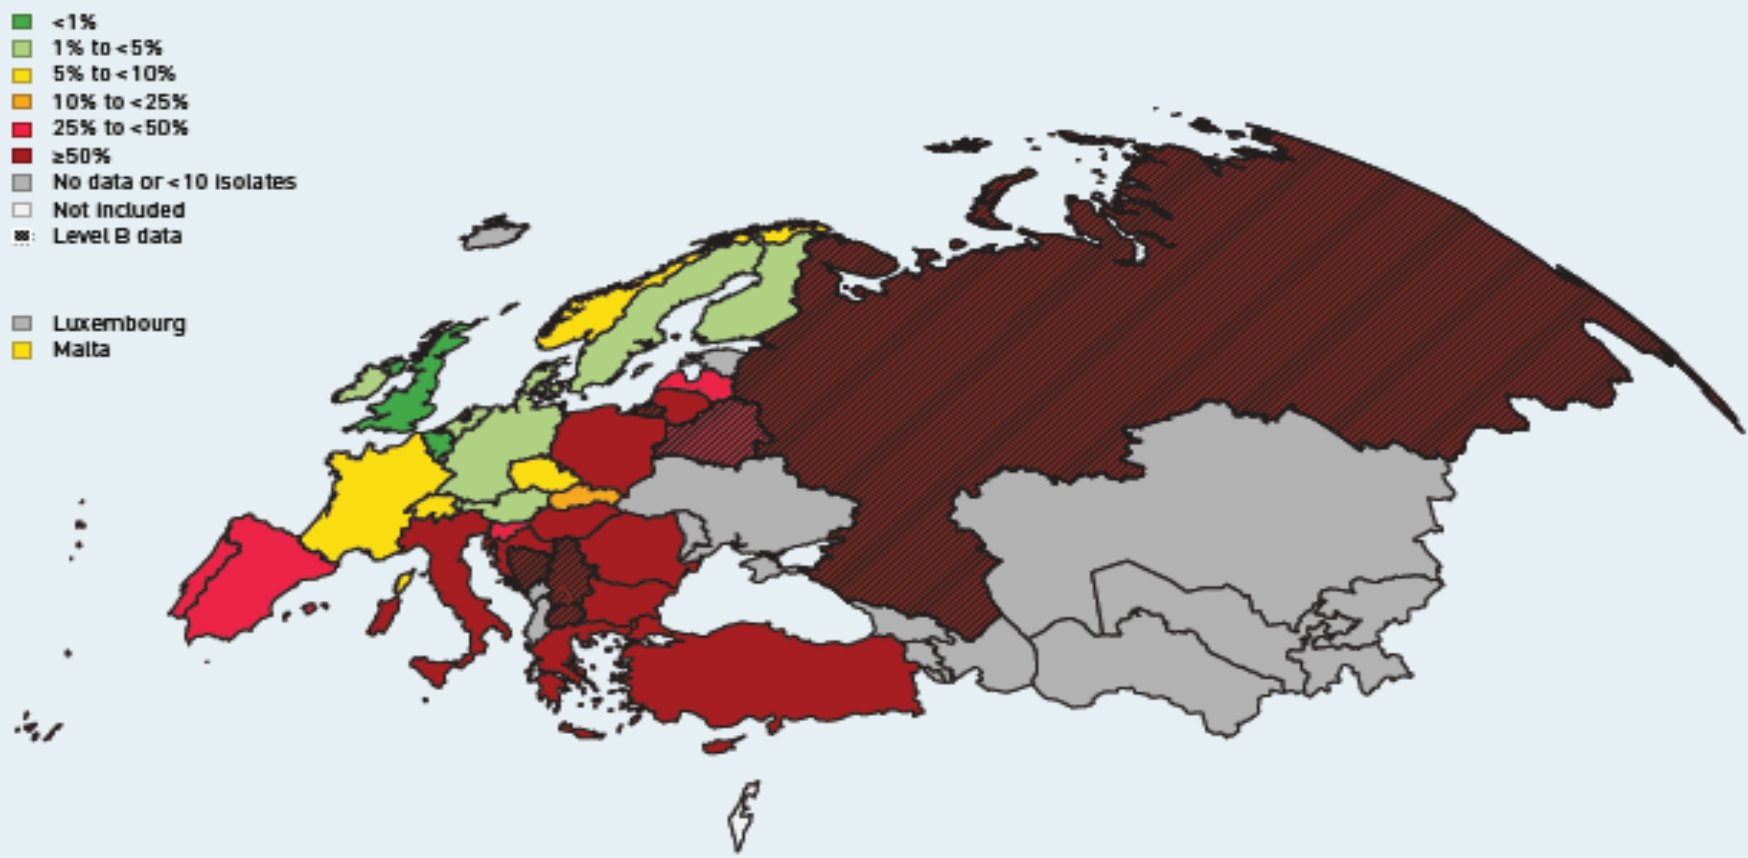 <1%
1% to <5%
5% to <10%
10% to <25%
25% to <50%
≥50%
No data or <10 isolates
Not included
Level B data
Luxembourg
Malta